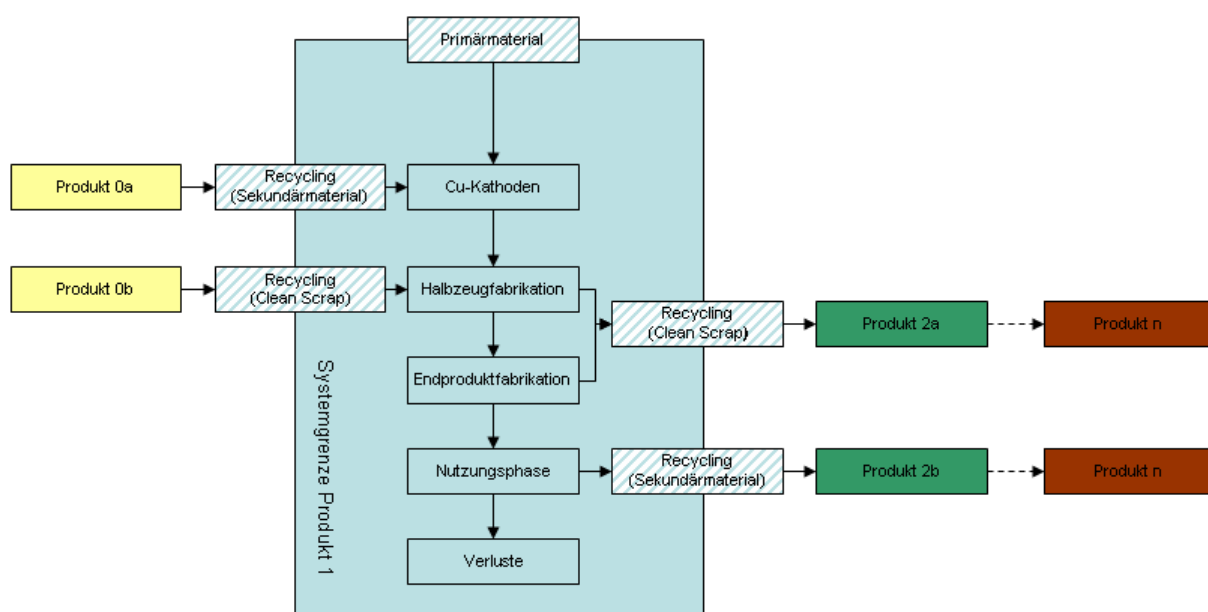 Primärmaterial
Produkt 0a
Recycling
(Sekundärmaterial)
Cu-Kathoden
Produkt 0b
Recycling
(Clean Scrap)
Halbzeugfabrikation
Recycling
(Clean Scrap)
Produkt 2a
Produkt n
Endproduktfabrikation
Systemgrenze Produkt 1
Nutzungsphase
Recycling
(Sekundärmaterial)
Produkt 2b
Produkt n
Verluste